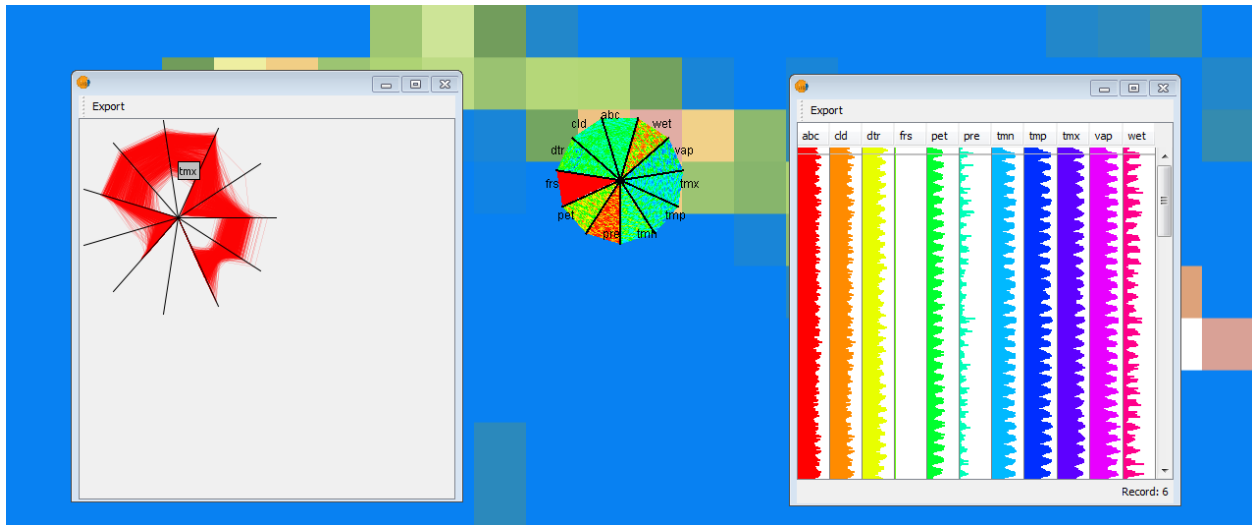 Export
tmx
abc
cld
wet
dtr
vap
frs
tmx
pet
tmp
pre
tmn
Export
abc cld dtr frs pet pre tmn tmp tmx vap wet
Record: 6